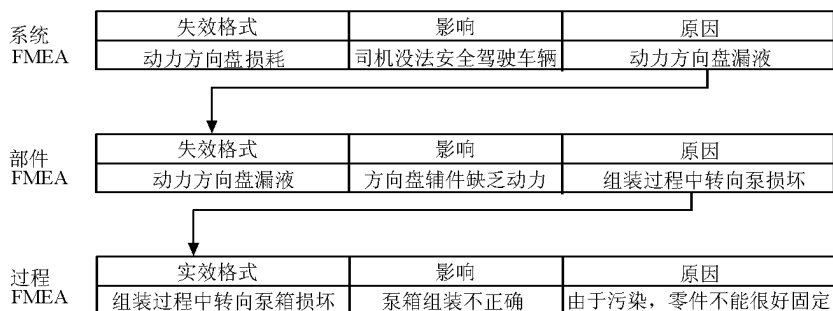 系统
FMEA
失效格式 影响 原因
动力方向盘损耗 司机没法安全驾驶车辆 动力方向盘漏液
部件
FMEA
失效格式 影响 原因
动力方向盘漏液 方向盘辅件缺乏动力 组装过程中转向泵损坏
过程
FMEA
实效格式 影响 原因
组装过程中转向泵箱损坏 泵箱组装不正确 由于污染，零件不能很好固定